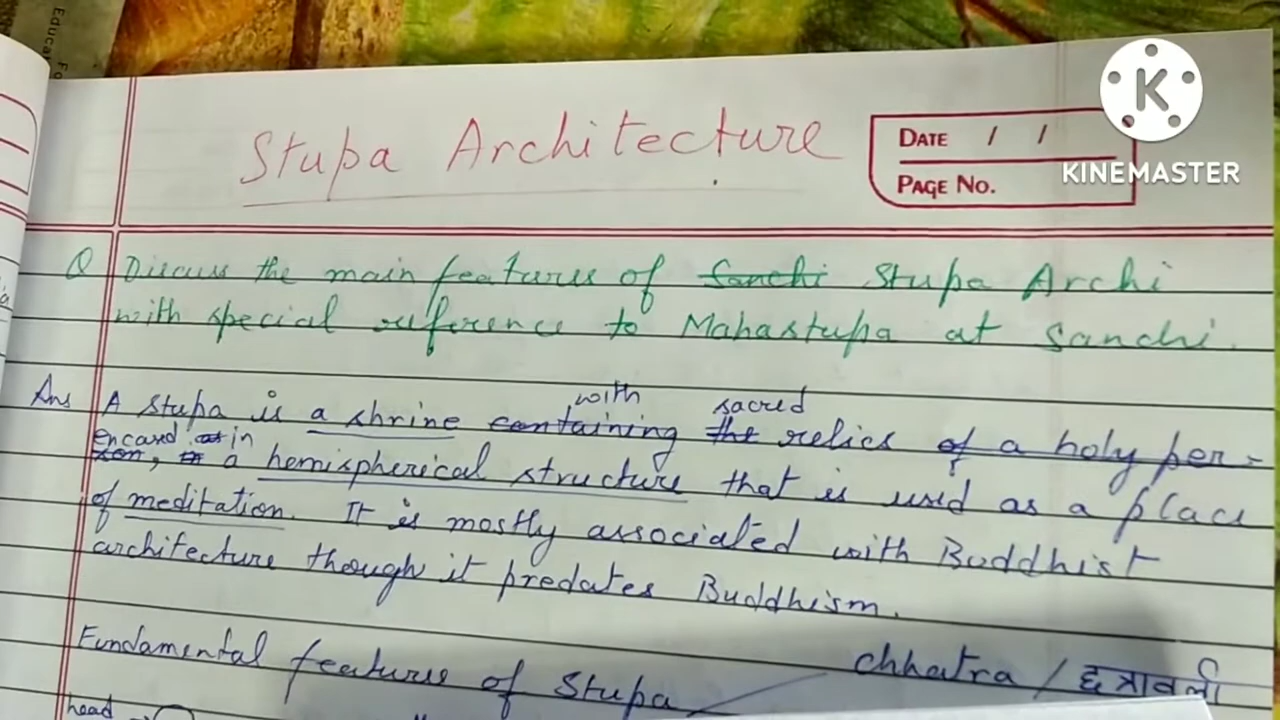 Stupa Architecture
DATE / /
PAGE NO.
KINEMASTER
Q Discuss the main features of Sanchi Stupa Archi
with special reference to Mahastupa at Sanchi.
with sacred
Ans A stupa is a shrine containing the relics of a holy per-
encased as in
son, in a hemispherical structure that is used as a place
of meditation. It is mostly associated with Buddhist
architecture though it predates Buddhism.
Fundamental features of Stupa chhatra / छत्रावली
head